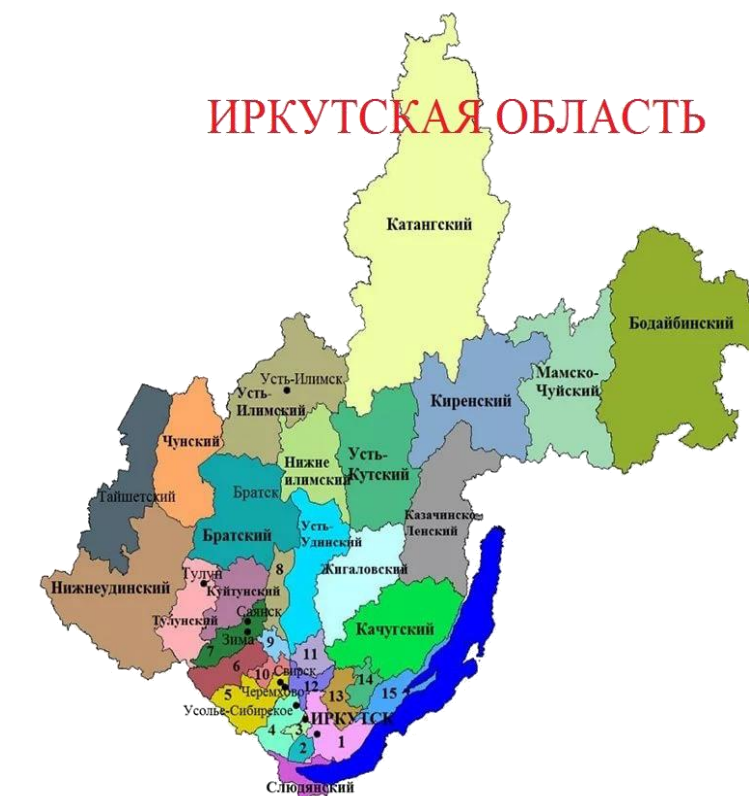 ИРКУТСКАЯ ОБЛАСТЬ
Катангский
Бодайбинский
Мамско-
Чуйский
Киренский
Усть-Илимск
Усть-
Илимский
Чунский
Нижне
илимский
Усть-
Кутский
Тайшетский
Братск
Братский
Казачинско-
Ленский
Усть-
Удинский
Жигаловский
8
Нижнеудинский
Тулун
Куйтунский
Тулунский
Саянск
Зима
7
9
Качугский
11
6
10
Свирск
12
14
5
Черемхово
13
15
Усолье-Сибирское
ИРКУТСК
4
3
1
2
Слюдянский